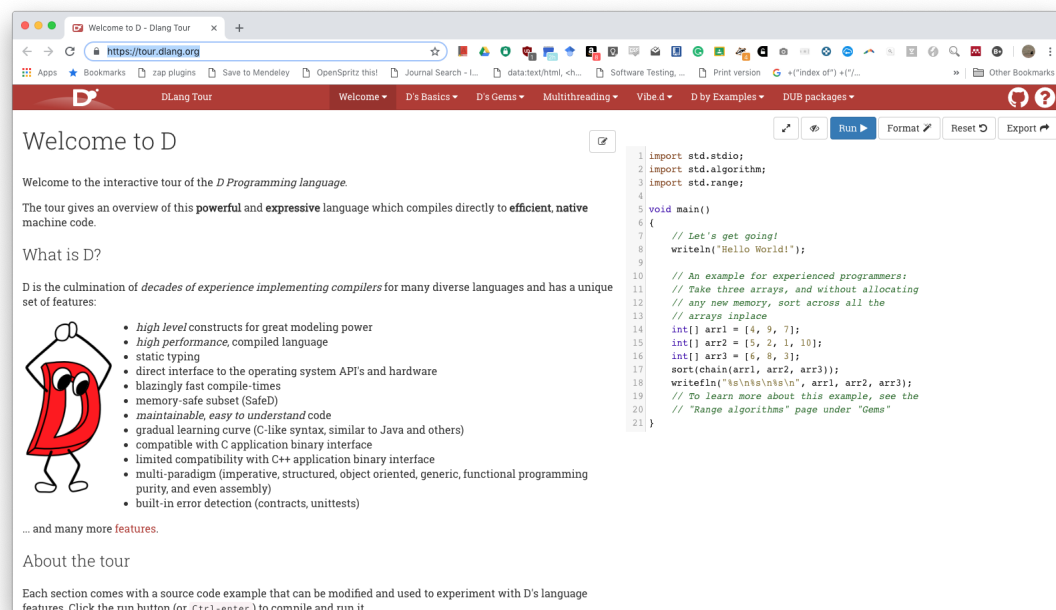 Welcome to D - Dlang Tour
https://tour.dlang.org
Apps Bookmarks zap plugins Save to Mendeley OpenSpritz this! Journal Search - I... data:text/html, <h... Software Testing, ... Print version +("index of") +("/... » Other Bookmarks
DLang Tour Welcome D's Basics D's Gems Multithreading Vibe.d D by Examples DUB packages
Run Format Reset Export
Welcome to D
Welcome to the interactive tour of the D Programming language.
The tour gives an overview of this powerful and expressive language which compiles directly to efficient, native
machine code.
What is D?
D is the culmination of decades of experience implementing compilers for many diverse languages and has a unique
set of features:
high level constructs for great modeling power
high performance, compiled language
static typing
direct interface to the operating system API's and hardware
blazingly fast compile-times
memory-safe subset (SafeD)
maintainable, easy to understand code
gradual learning curve (C-like syntax, similar to Java and others)
compatible with C application binary interface
limited compatibility with C++ application binary interface
multi-paradigm (imperative, structured, object oriented, generic, functional programming
purity, and even assembly)
built-in error detection (contracts, unittests)
... and many more features.
About the tour
Each section comes with a source code example that can be modified and used to experiment with D's language
features. Click the run button (or Ctrl-enter) to compile and run it.
1 import std.stdio;
2 import std.algorithm;
3 import std.range;
4
5 void main()
6 {
7 // Let's get going!
8 writeln("Hello World!");
9
10 // An example for experienced programmers:
11 // Take three arrays, and without allocating
12 // any new memory, sort across all the
13 // arrays inplace
14 int[] arr1 = [4, 9, 7];
15 int[] arr2 = [5, 2, 1, 10];
16 int[] arr3 = [6, 8, 3];
17 sort(chain(arr1, arr2, arr3));
18 writefln("%s\n%s\n%s\n", arr1, arr2, arr3);
19 // To learn more about this example, see the
20 // "Range algorithms" page under "Gems"
21 }